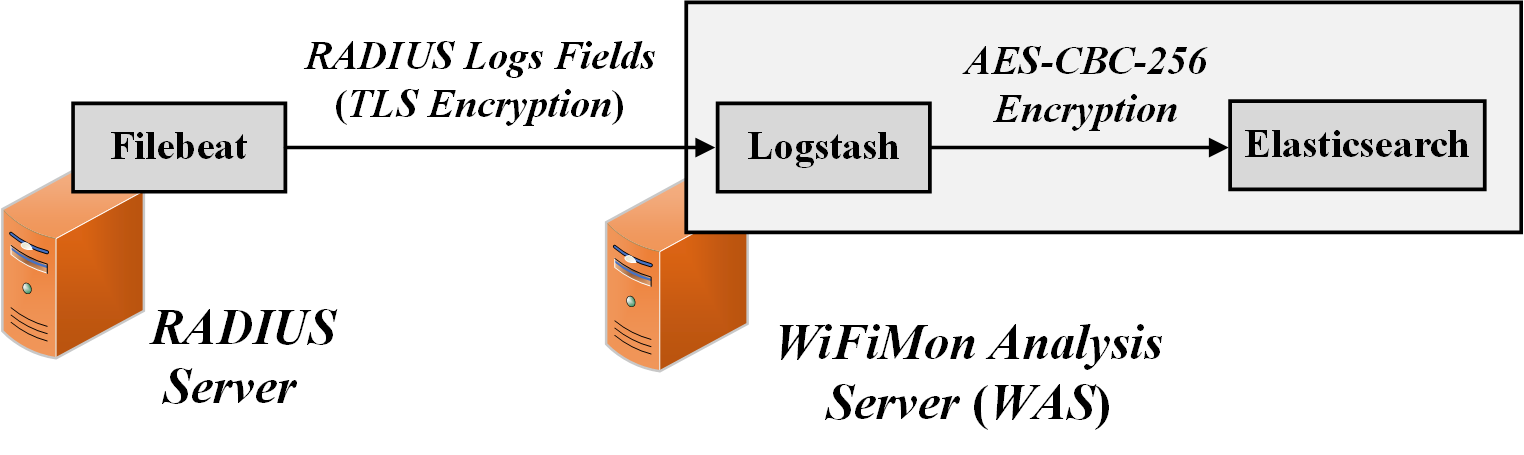 RADIUS Logs Fields
(TLS Encryption)
AES-CBC-256
Encryption
Filebeat
Logstash
Elasticsearch
RADIUS
Server
WiFiMon Analysis
Server (WAS)